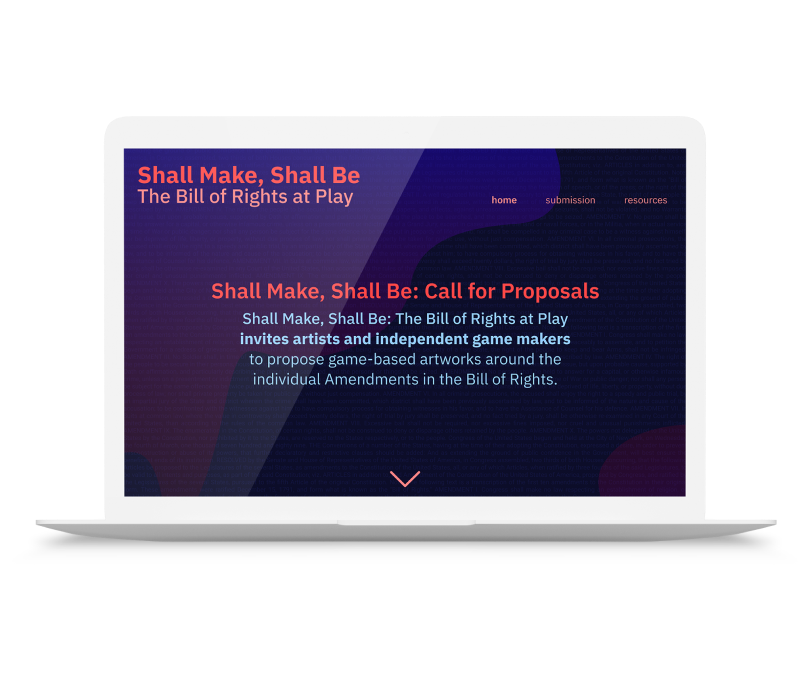 Shall Make, Shall Be
The Bill of Rights at Play
home submission resources
Shall Make, Shall Be: Call for Proposals
Shall Make, Shall Be: The Bill of Rights at Play
invites artists and independent game makers
to propose game-based artworks around the
individual Amendments in the Bill of Rights.